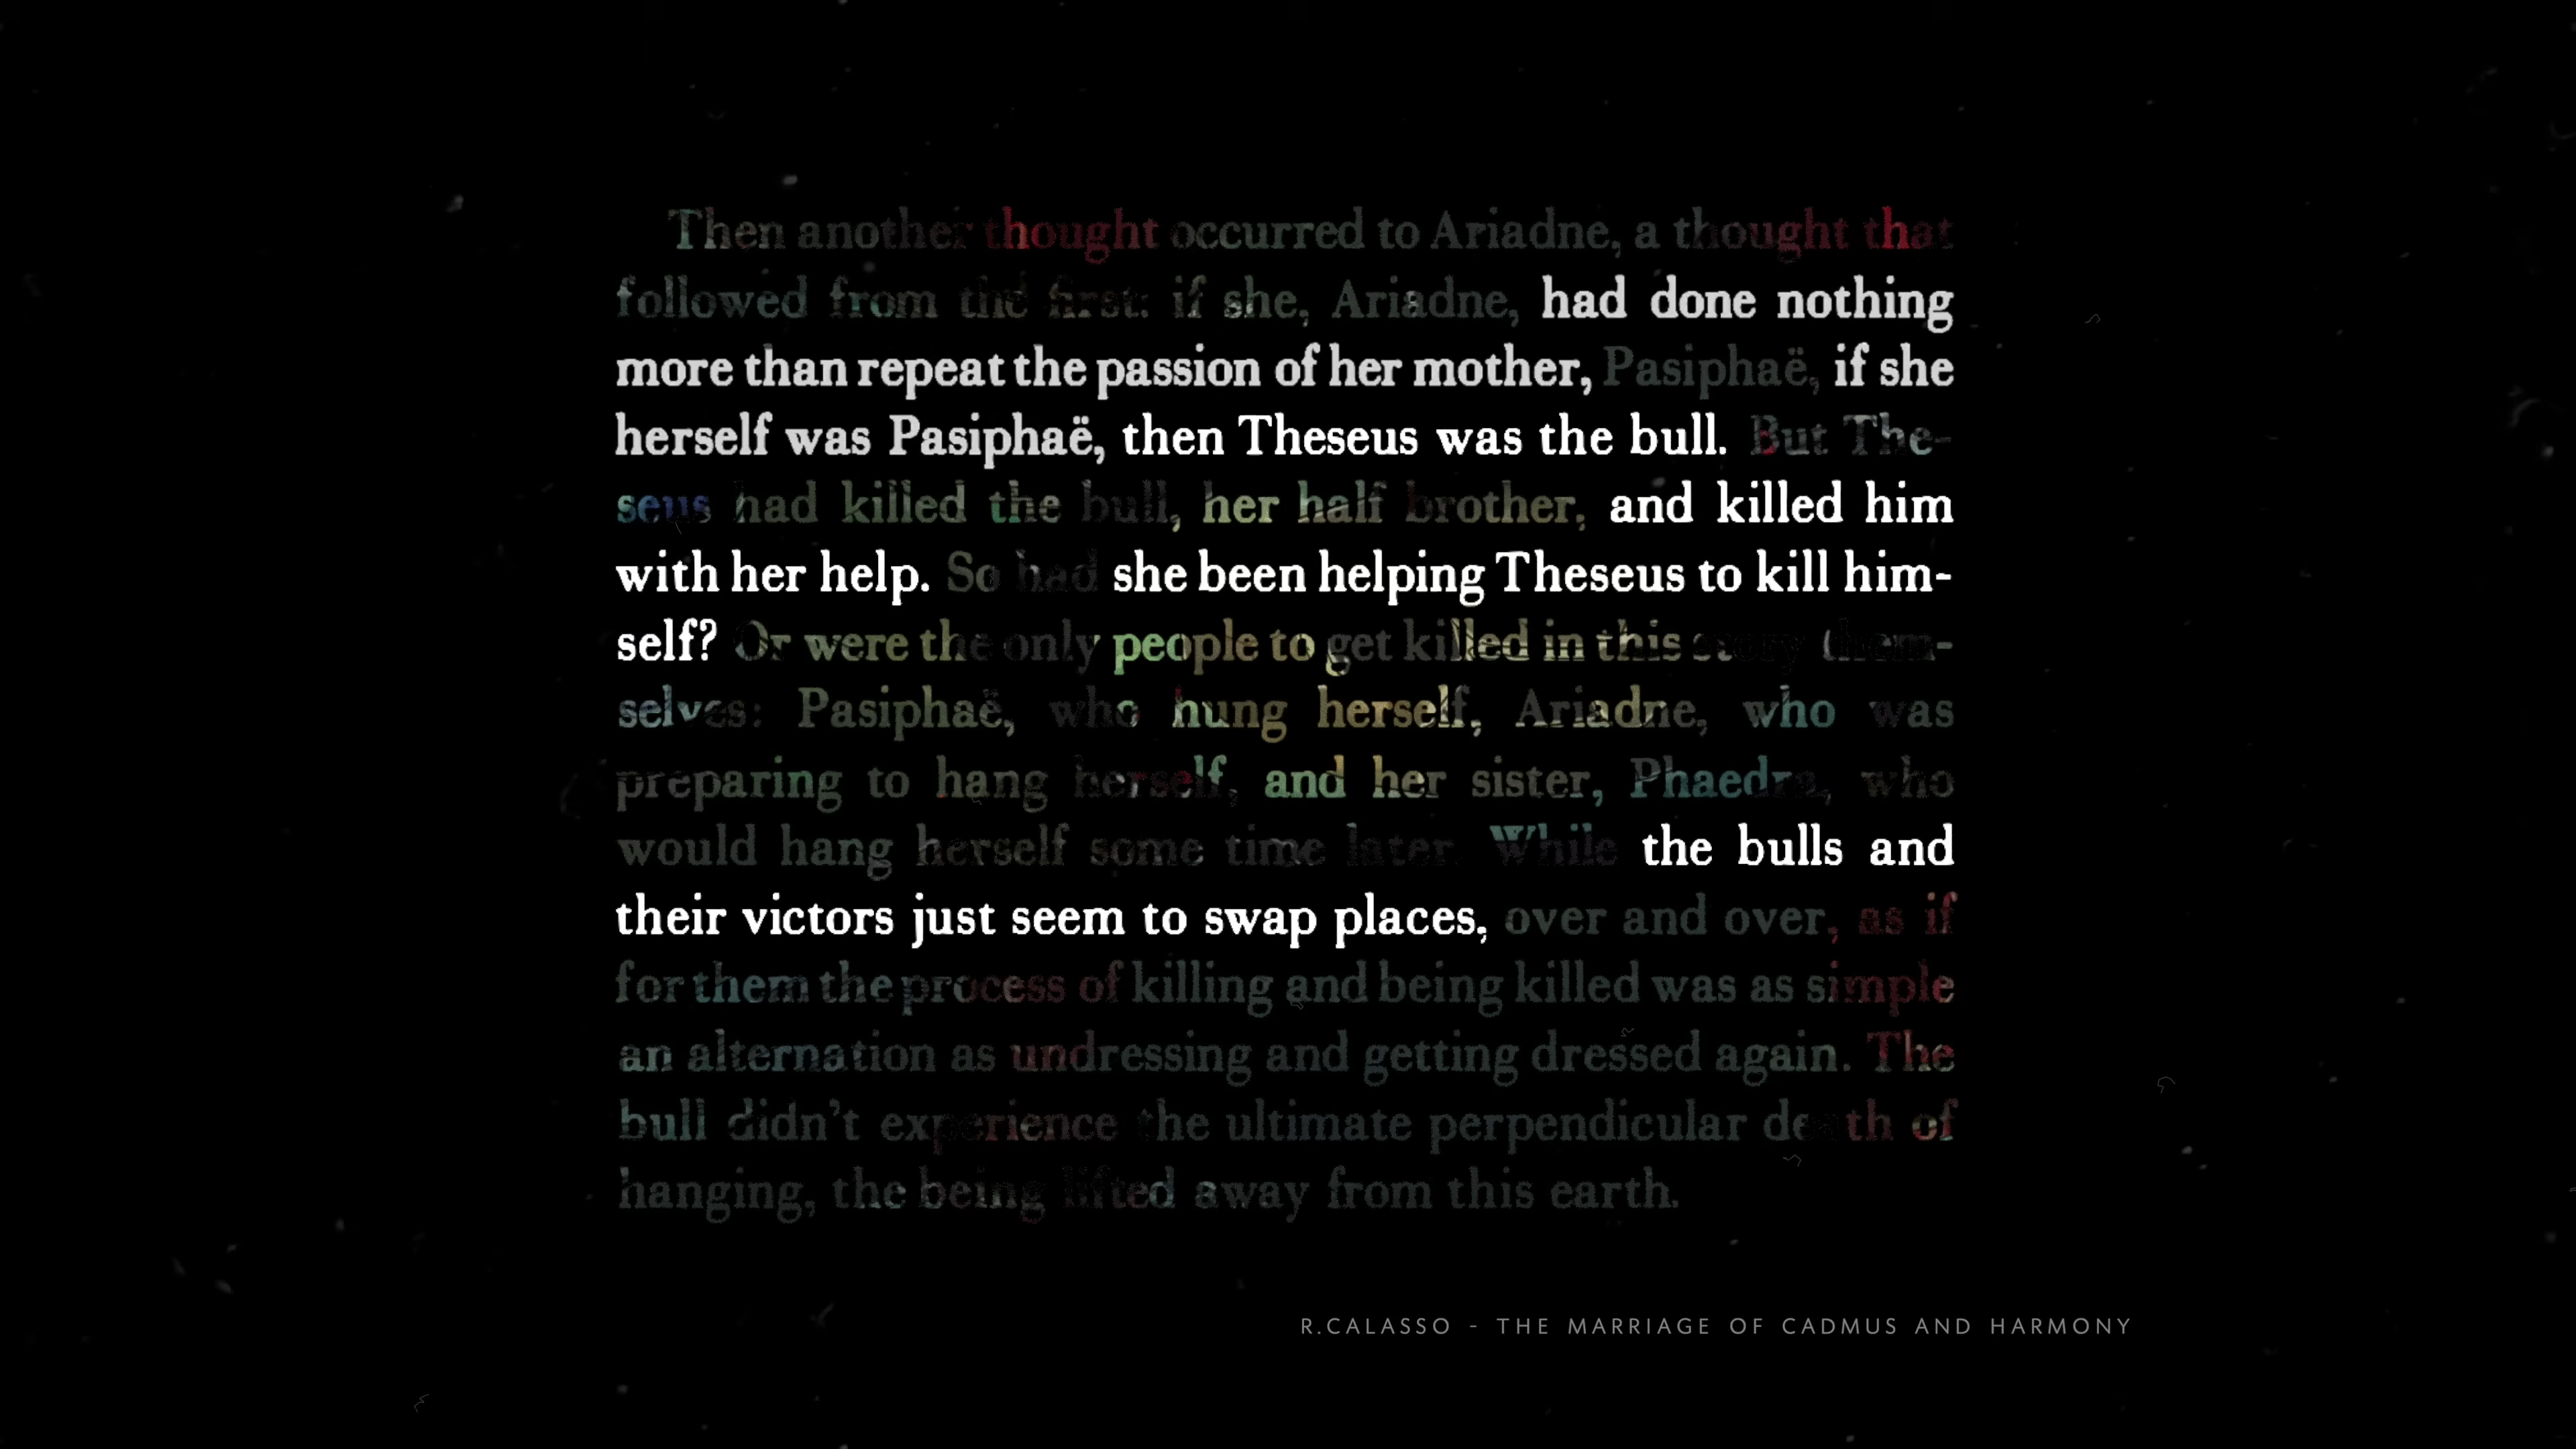 Then another thought occurred to Ariadne, a thought that
followed from the first: if she, Ariadne, had done nothing
more than repeat the passion of her mother, Pasiphaë, if she
herself was Pasiphaë, then Theseus was the bull. But The-
seus had killed the bull, her half brother, and killed him
with her help. So had she been helping Theseus to kill him-
self? Or were the only people to get killed in this story them-
selves: Pasiphaë, who hung herself, Ariadne, who was
preparing to hang herself, and her sister, Phaedra, who
would hang herself some time later. While the bulls and
their victors just seem to swap places, over and over, as if
for them the process of killing and being killed was as simple
an alternation as undressing and getting dressed again. The
bull didn't experience the ultimate perpendicular death of
hanging, the being lifted away from this earth.
R.CALASSO - THE MARRIAGE OF CADMUS AND HARMONY